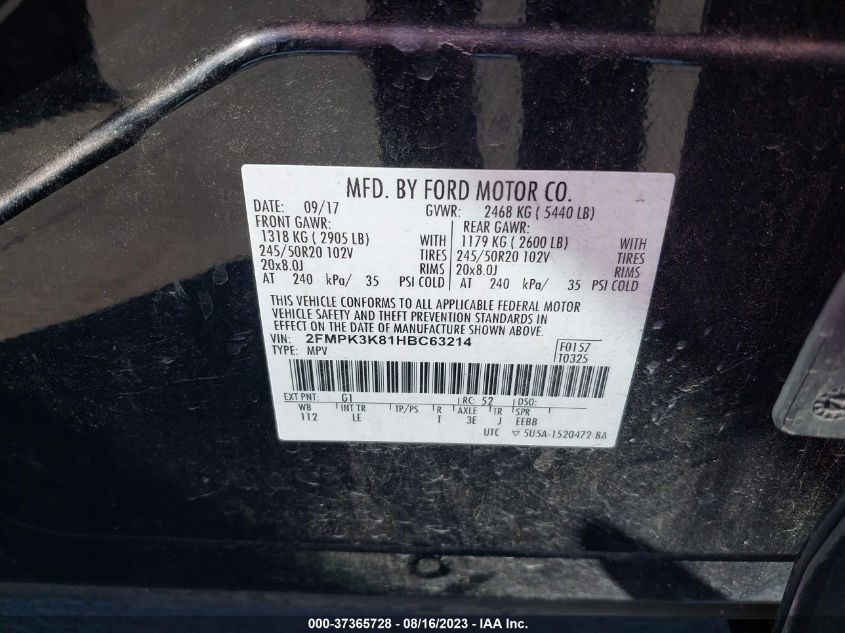 MFD. BY FORD MOTOR CO.
DATE: 09/17 GVWR: 2468 KG ( 5440 LB)
FRONT GAWR: REAR GAWR:
1318 KG ( 2905 LB) WITH 1179 KG ( 2600 LB) WITH
245/50R20 102V TIRES 245/50R20 102V TIRES
20x8.0J RIMS 20x8.0J RIMS
AT 240 kPa/ 35 PSI COLD AT 240 kPa/ 35 PSI COLD
THIS VEHICLE CONFORMS TO ALL APPLICABLE FEDERAL MOTOR
VEHICLE SAFETY AND THEFT PREVENTION STANDARDS IN
EFFECT ON THE DATE OF MANUFACTURE SHOWN ABOVE.
VIN: 2FMPK3K81HBC63214 F0157
TYPE: MPV T0325
EXT PNT: G1 RC: 52 DSO:
WB INT TR TP/PS R AXLE TR SPR
112 LE T 3E J EEBB
UTC ▽ 5U5A-1520472-BA
000-37365728 - 08/16/2023 - IAA Inc.